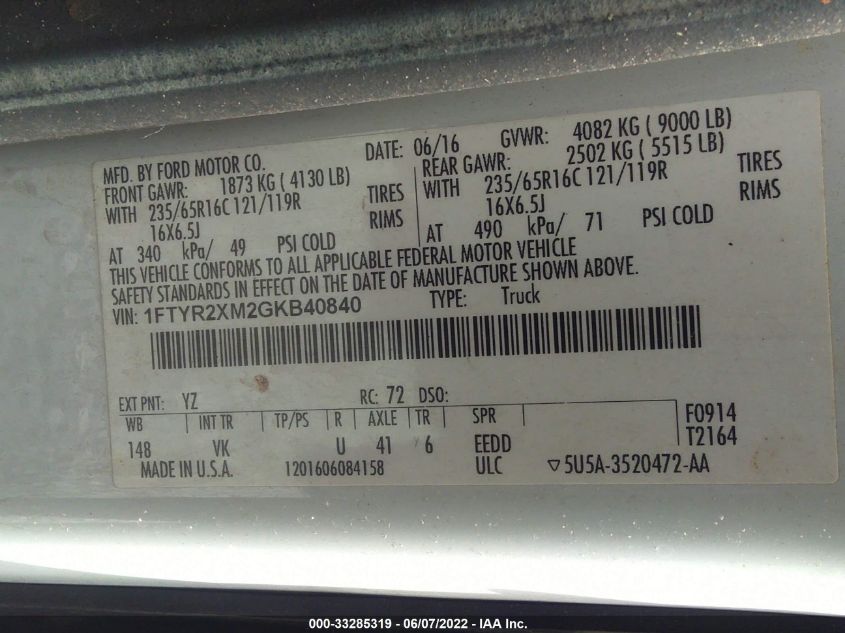 MFD. BY FORD MOTOR CO. DATE: 06/16 GVWR: 4082 KG ( 9000 LB)
FRONT GAWR: 1873 KG ( 4130 LB) REAR GAWR: 2502 KG ( 5515 LB)
WITH 235/65R16C 121/119R TIRES WITH 235/65R16C 121/119R TIRES
16X6.5J RIMS 16X6.5J RIMS
AT 340 kPa/ 49 PSI COLD AT 490 kPa/ 71 PSI COLD
THIS VEHICLE CONFORMS TO ALL APPLICABLE FEDERAL MOTOR VEHICLE
SAFETY STANDARDS IN EFFECT ON THE DATE OF MANUFACTURE SHOWN ABOVE.
VIN: 1FTYR2XM2GKB40840 TYPE: Truck
EXT PNT: YZ RC: 72 DSO:
WB INT TR TP/PS R AXLE TR SPR F0914
148 VK U 41 6 EEDD T2164
MADE IN U.S.A. 1201606084158 ULC ▽5U5A-3520472-AA
000-33285319 - 06/07/2022 - IAA Inc.